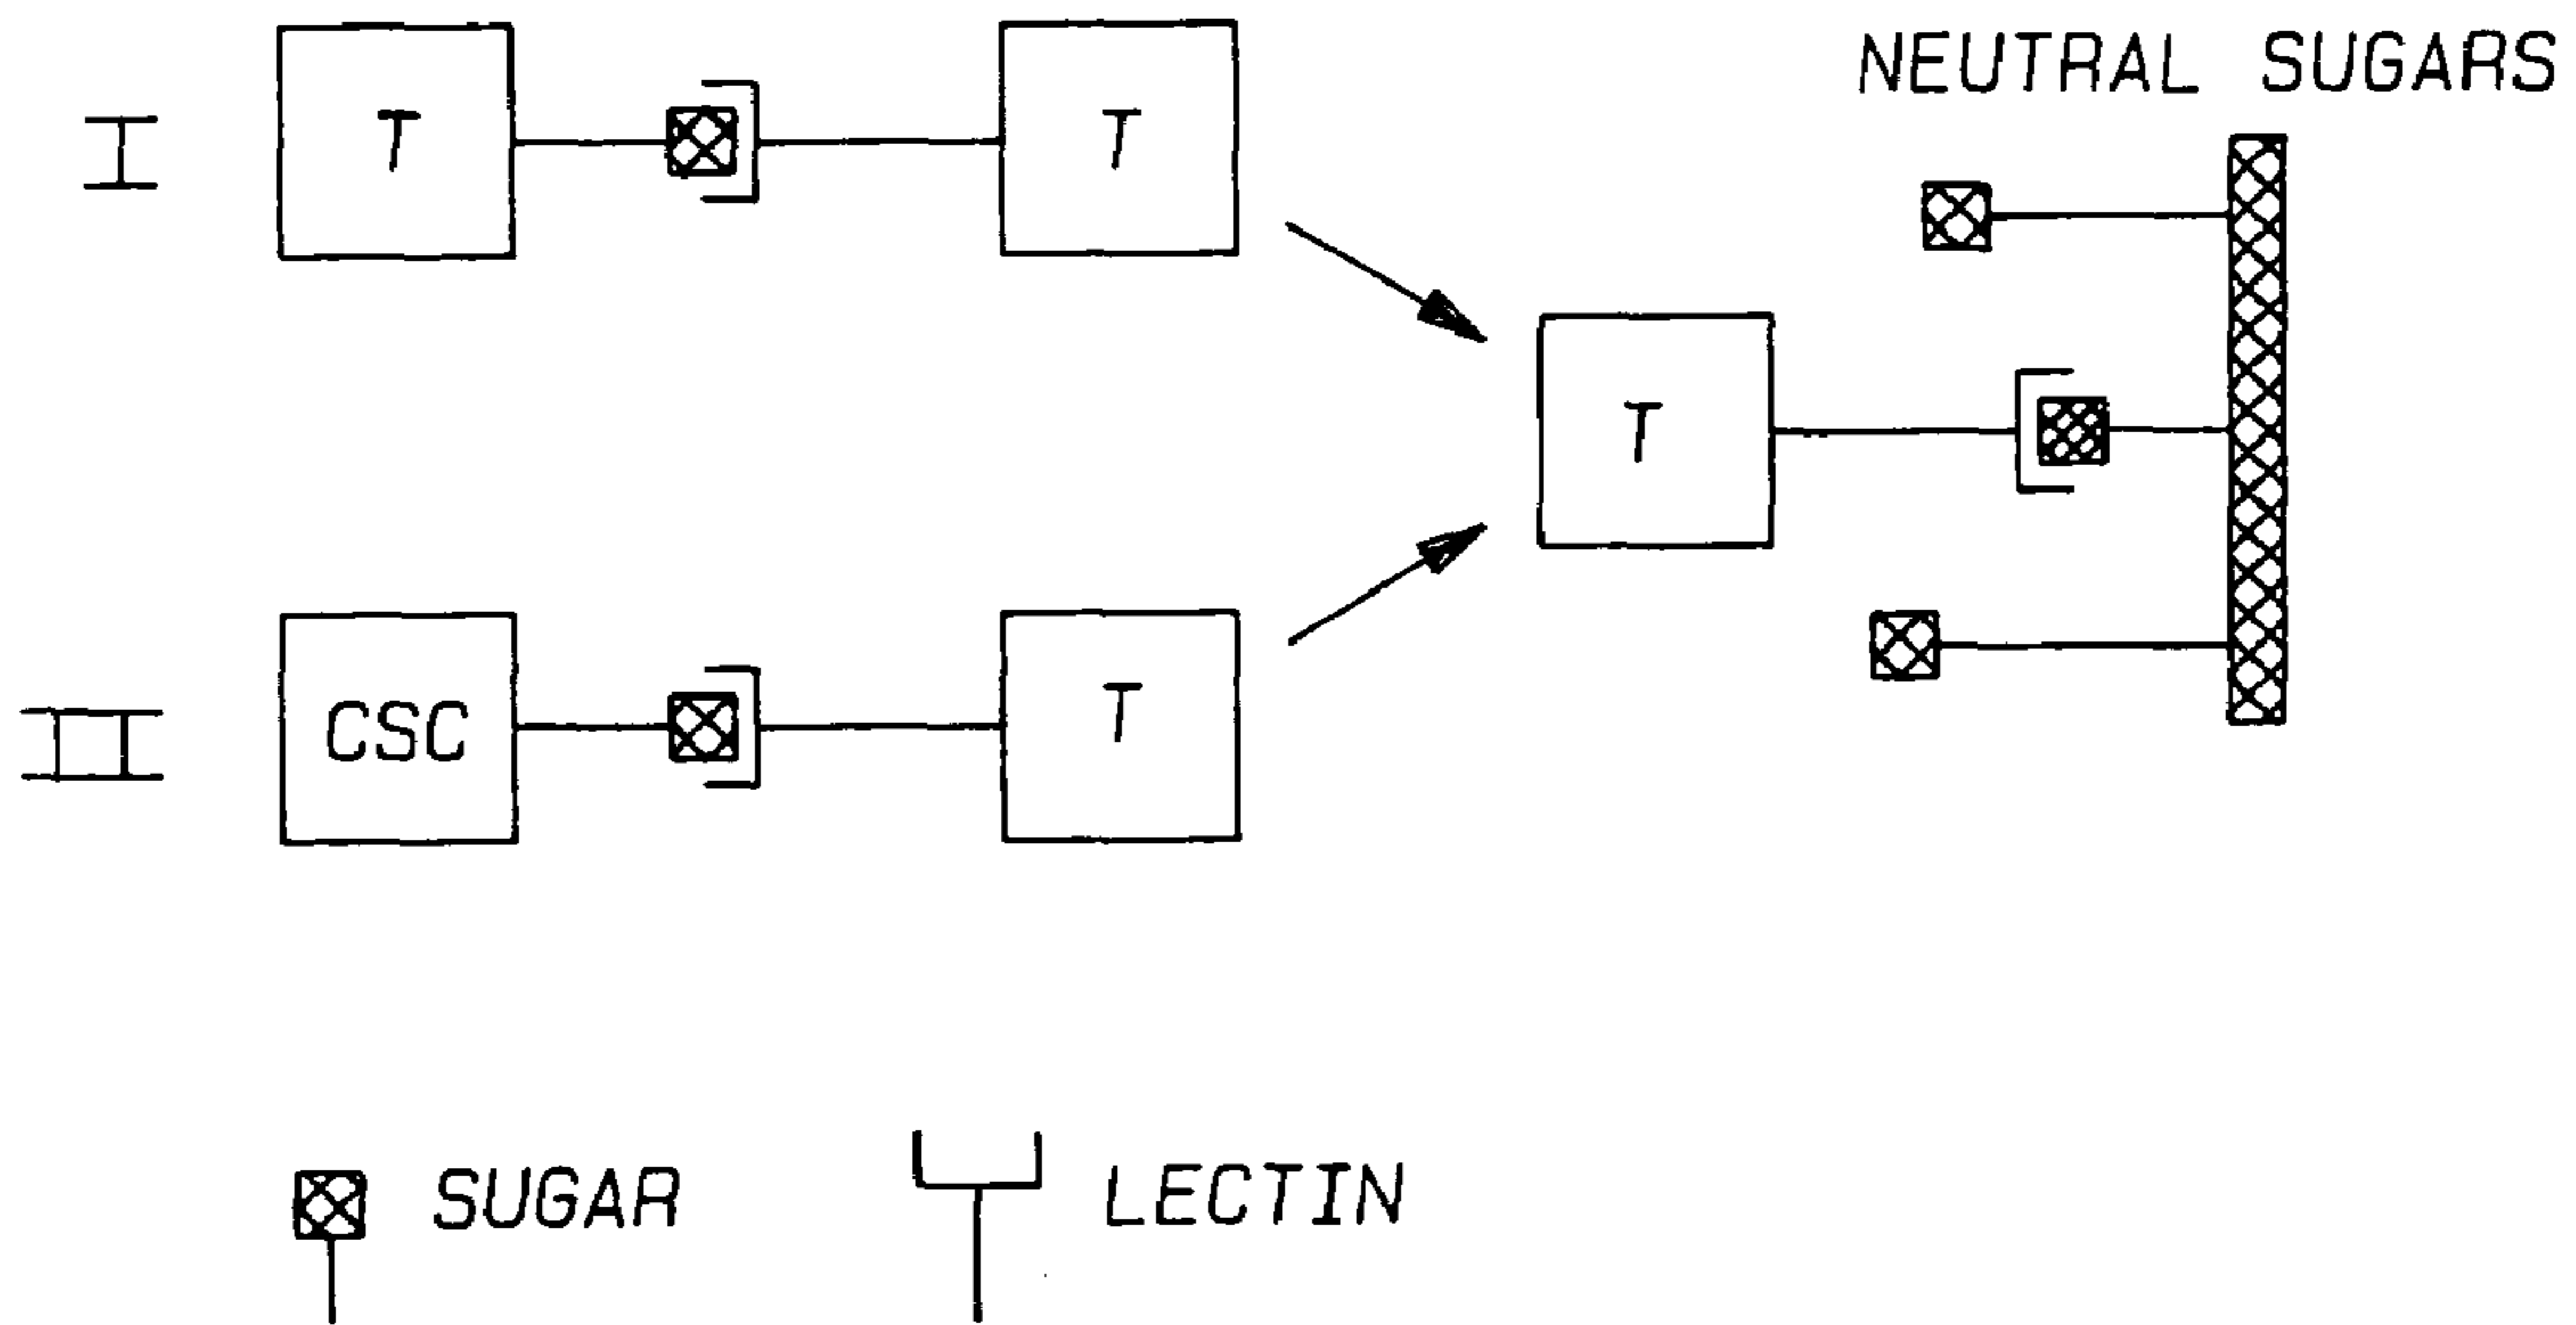 NEUTRAL SUGARS
I
T
T
T
II
CSC
T
SUGAR
LECTIN